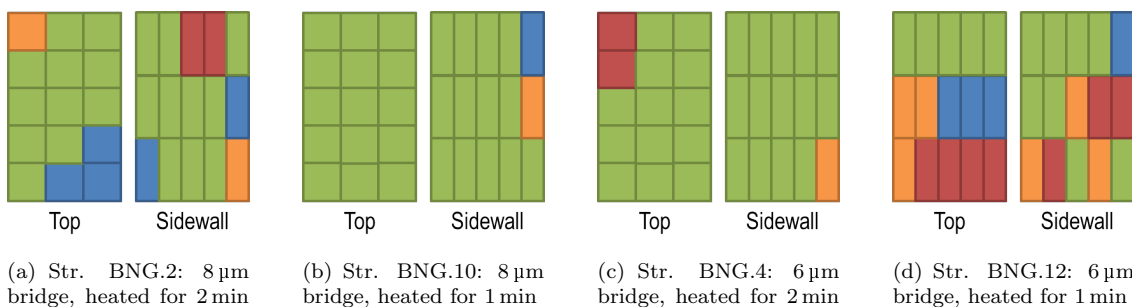 Top Sidewall
Top Sidewall
Top Sidewall
Top Sidewall
(a) Str. BNG.2: 8 µm
bridge, heated for 2 min
(b) Str. BNG.10: 8 µm
bridge, heated for 1 min
(c) Str. BNG.4: 6 µm
bridge, heated for 2 min
(d) Str. BNG.12: 6 µm
bridge, heated for 1 min